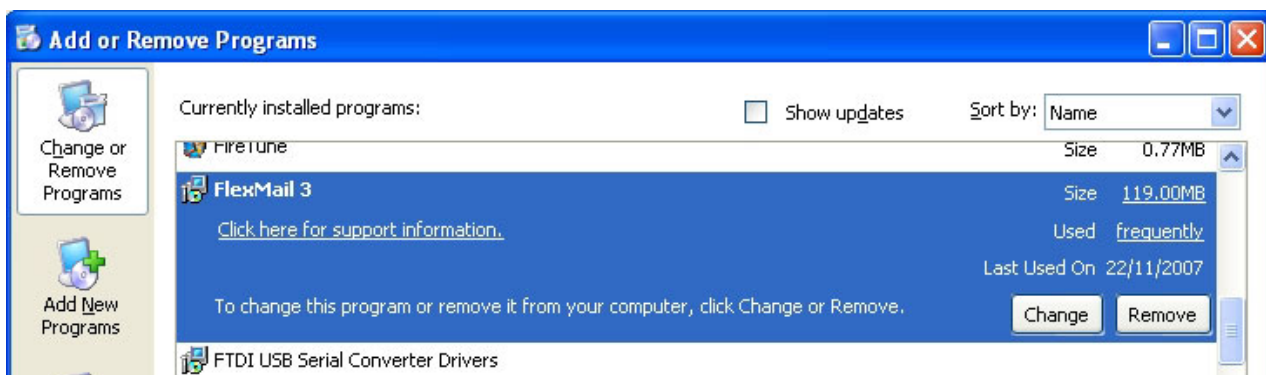 Add or Remove Programs
Currently installed programs:
Show updates
Sort by: Name
Change or
Remove
Programs
FireTune
Size 0.77MB
FlexMail 3
Size 119.00MB
Click here for support information.
Used frequently
Last Used On 22/11/2007
To change this program or remove it from your computer, click Change or Remove.
Change
Remove
Add New
Programs
FTDI USB Serial Converter Drivers